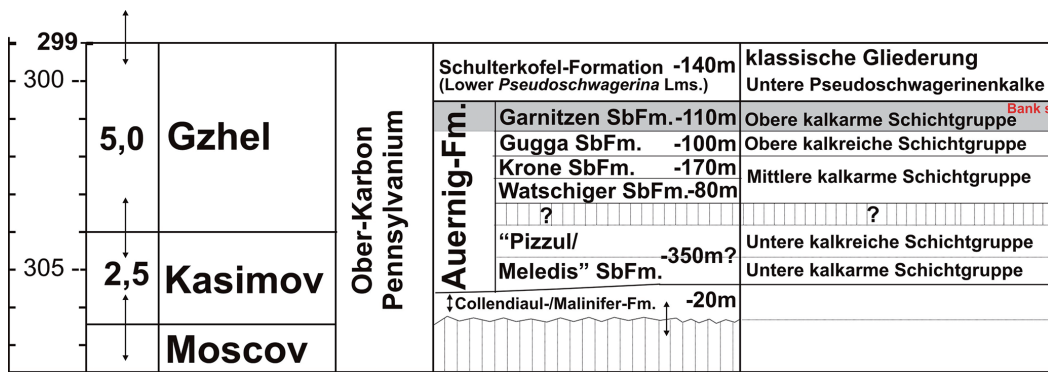 299
300
305
5,0
2,5
Gzhel
Kasimov
Moscov
Ober-Karbon
Pennsylvanium
Auernig-Fm.
Schulterkofel-Formation -140m
(Lower Pseudoschwagerina Lms.)
Garnitzen SbFm. -110m
Gugga SbFm. -100m
Krone SbFm. -170m
Watschiger SbFm. -80m
?
"Pizzul/
Meledis" SbFm.
-350m?
Collendiaul-/Malinifer-Fm. -20m
klassische Gliederung
Untere Pseudoschwagerinenkalke
Bank s
Obere kalkarme Schichtgruppe
Obere kalkreiche Schichtgruppe
Mittlere kalkarme Schichtgruppe
?
Untere kalkreiche Schichtgruppe
Untere kalkarme Schichtgruppe